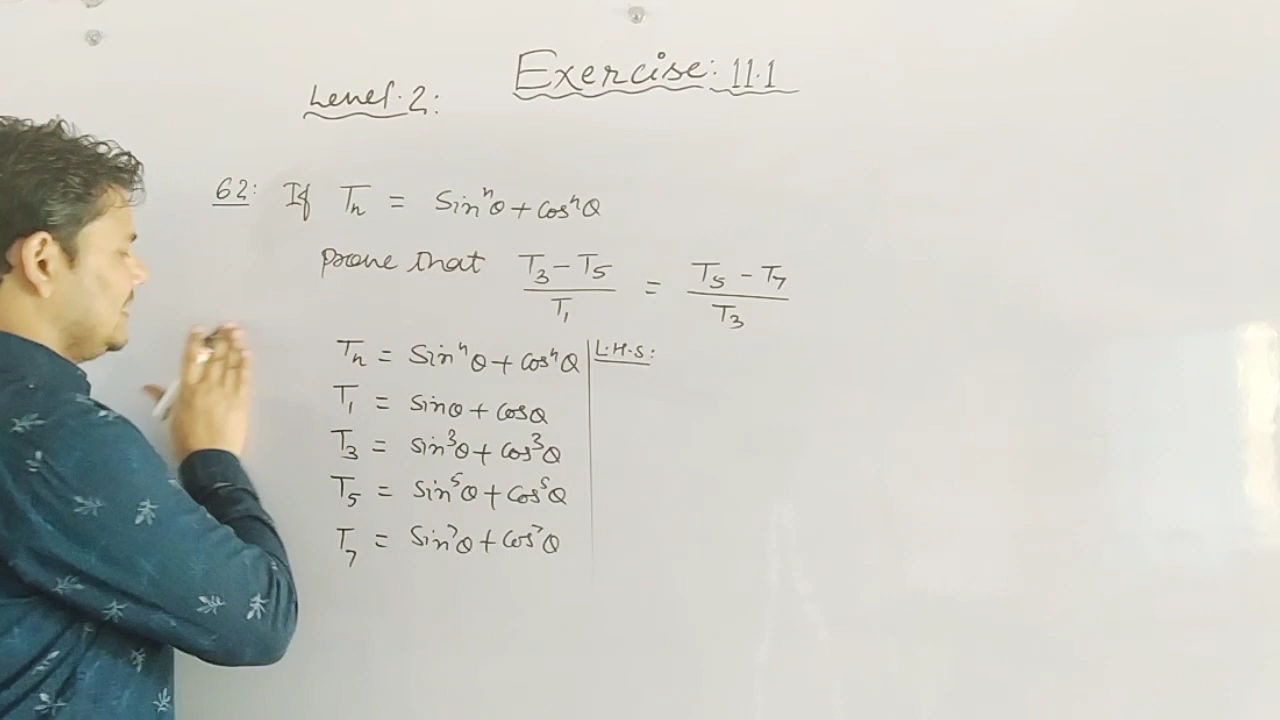 Exercise: 11.1
Level. 2:
62: If Tₙ = Sinⁿθ + cosⁿθ
prove that (T₃ − T₅)/T₁ = (T₅ − T₇)/T₃
Tₙ = Sinⁿθ + cosⁿθ
L.H.S:
T₁ = Sinθ + cosθ
T₃ = Sin³θ + cos³θ
T₅ = Sin⁵θ + cos⁵θ
T₇ = Sin⁷θ + cos⁷θ